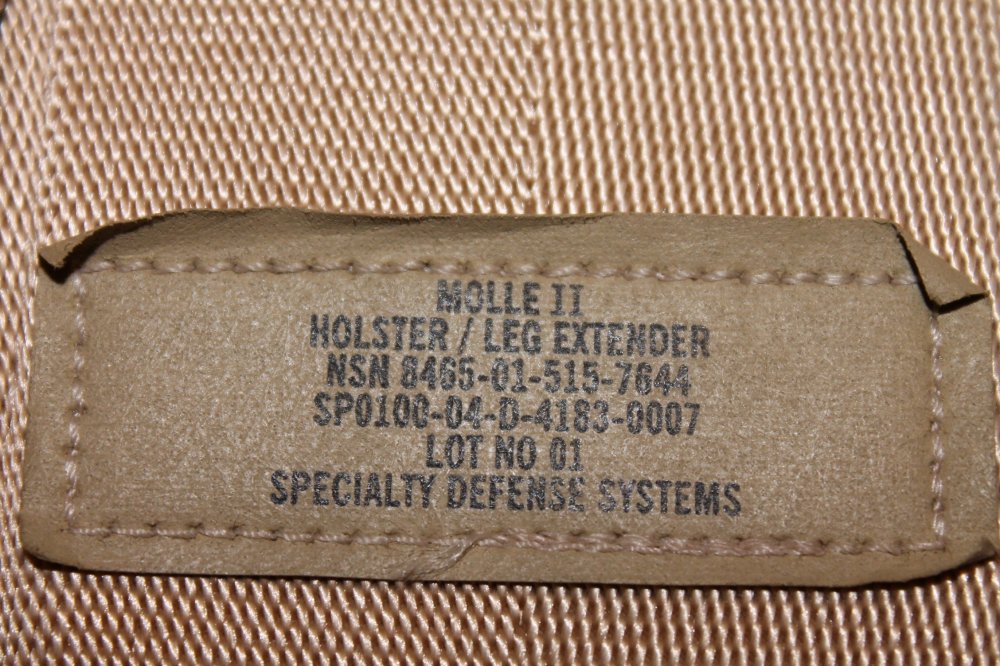 MOLLE II
HOLSTER / LEG EXTENDER
NSN 8465-01-515-7644
SP0100-04-D-4183-0007
LOT NO 01
SPECIALTY DEFENSE SYSTEMS